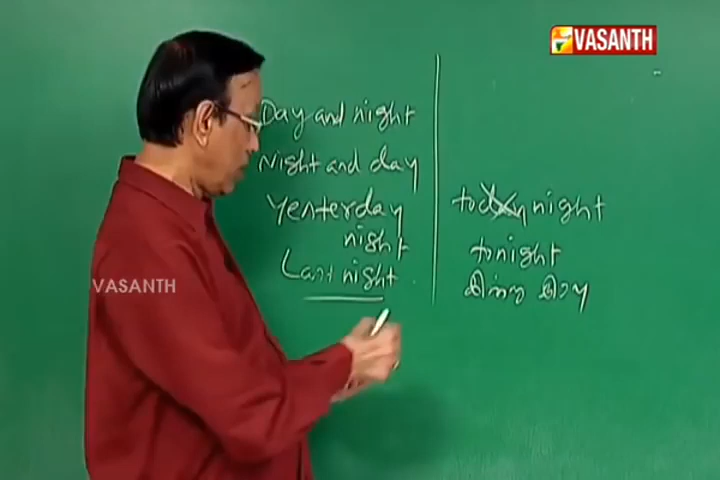 VASANTH
Day and night
Night and day
Yesterday
night
Last night
today night
tonight
இன்று இரவு
VASANTH